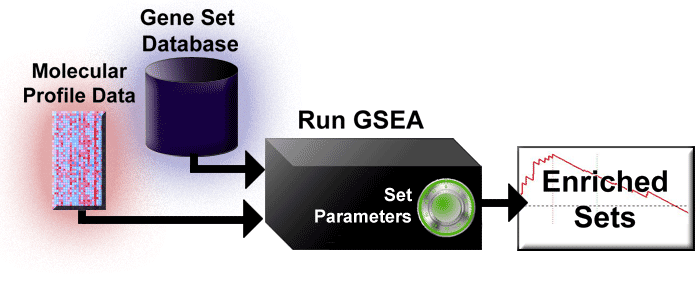 Gene Set
Database
Molecular
Profile Data
Run GSEA
Set
Parameters
Enriched
Sets